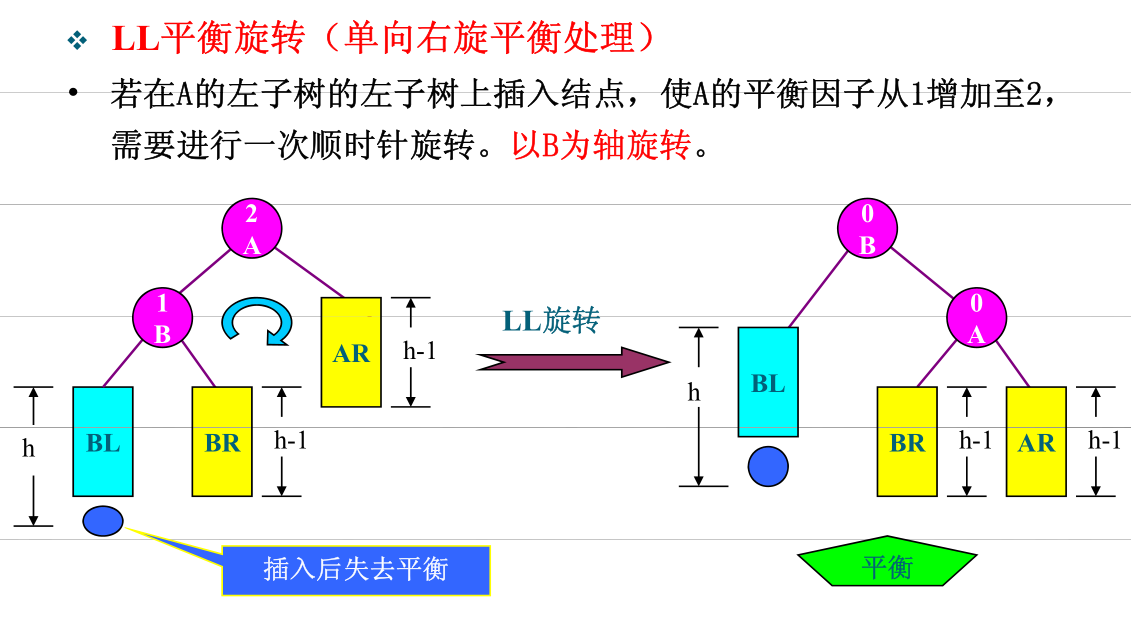 LL平衡旋转（单向右旋平衡处理）
若在A的左子树的左子树上插入结点，使A的平衡因子从1增加至2，
需要进行一次顺时针旋转。以B为轴旋转。
2
A
1
B
AR
h-1
BL
BR
h
h-1
插入后失去平衡
LL旋转
0
B
0
A
h
BL
BR
h-1
AR
h-1
平衡